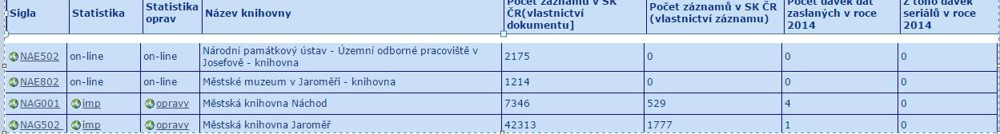 Sigla Statistika Statistika oprav Název knihovny Počet záznamů v SK ČR(vlastnictví dokumentu] Počet záznamů v SK ČR (vlastnictví záznamu) Počet dávek dat zaslaných v roce 2014 Z toho dávek seriálů v roce 2014
NAE502 on-line on-line Národní památkový ústav - Územní odborné pracoviště v Josefově - knihovna 2175 0 0 0
NAE802 on-line on-line Městské muzeum v Jaroměři - knihovna 1214 0 0 0
NAG001 imp opravy Městská knihovna Náchod 7346 529 4 0
NAG502 imp opravy Městská knihovna Jaroměř 42313 1777 1 0